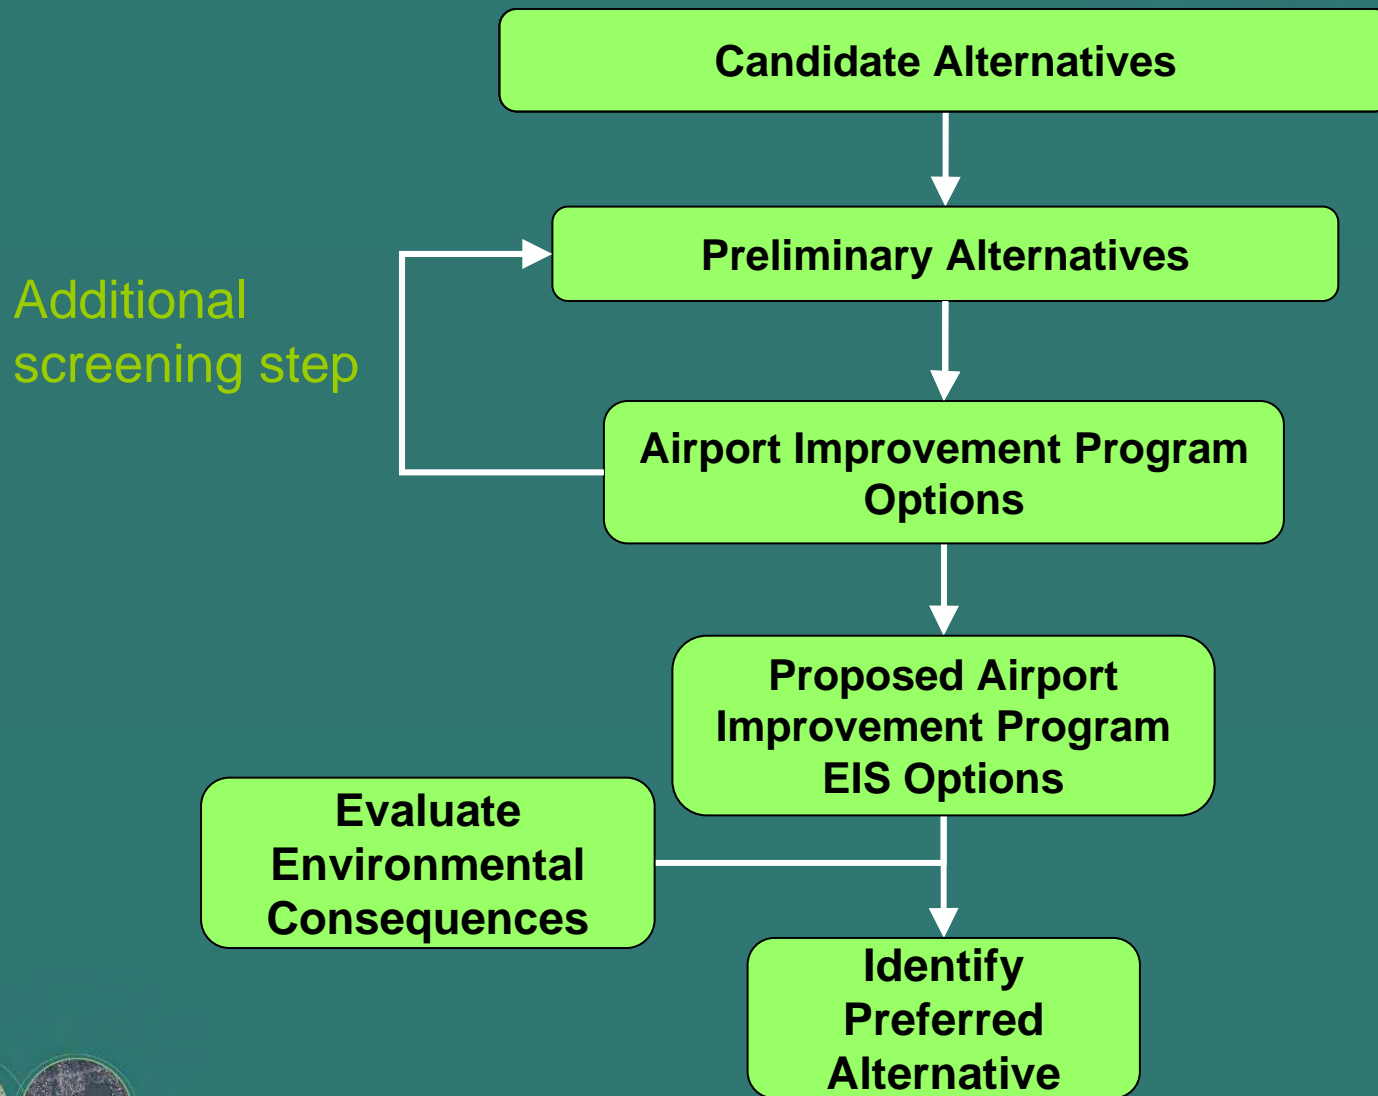 Candidate Alternatives
Preliminary Alternatives
Additional
screening step
Airport Improvement Program
Options
Proposed Airport
Improvement Program
EIS Options
Evaluate
Environmental
Consequences
Identify
Preferred
Alternative